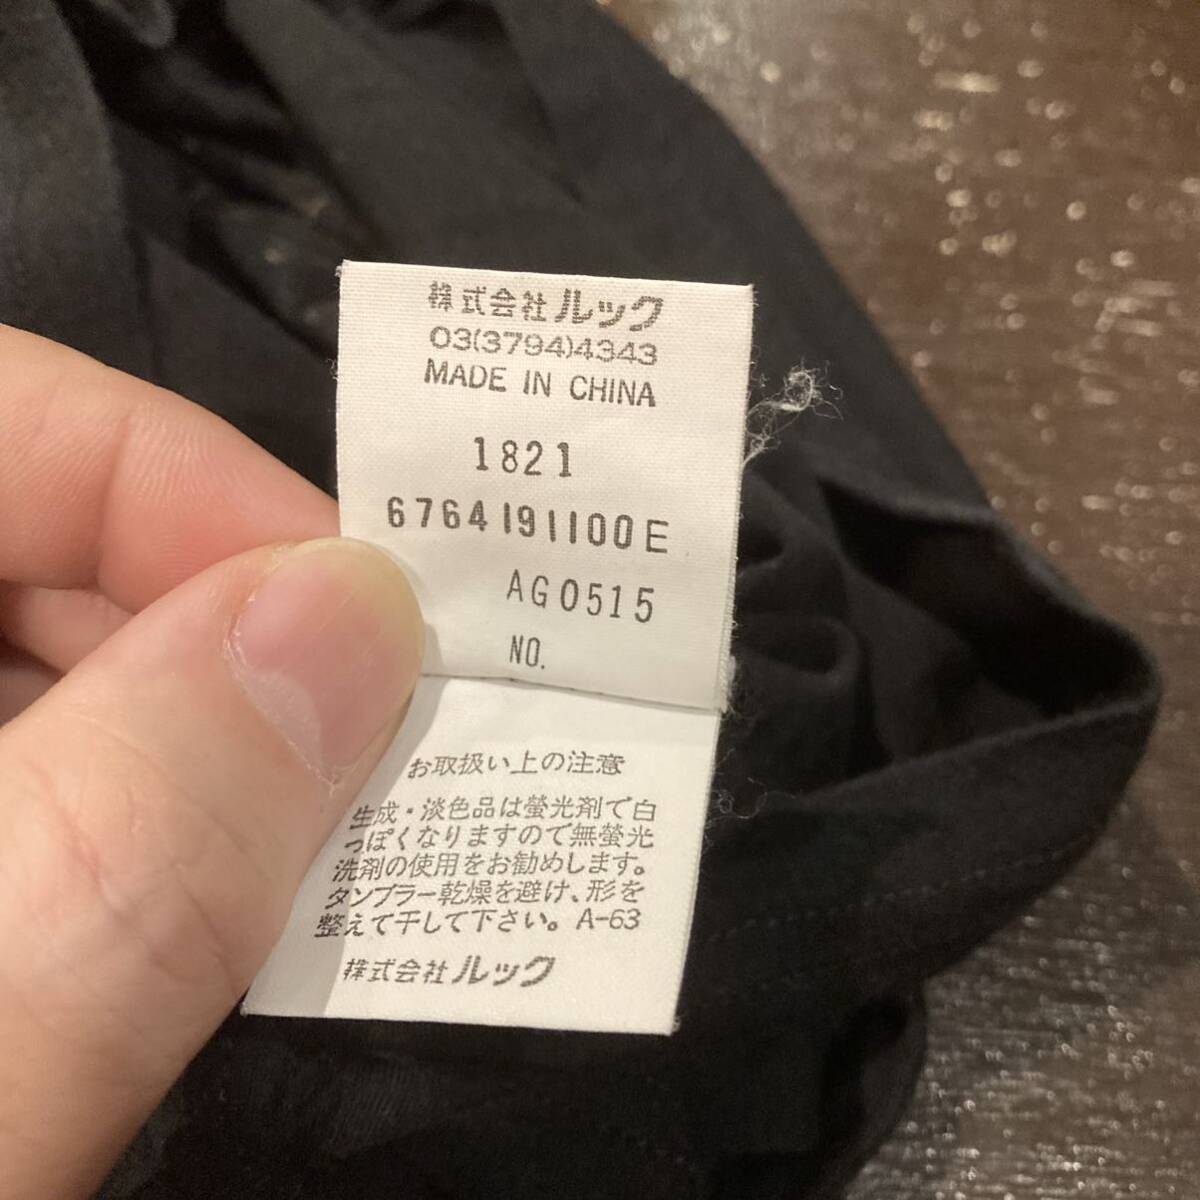 株式会社ルック
03(3794)4343
MADE IN CHINA
1821
6764191100E
AG0515
NO.
お取扱い上の注意
生成・淡色品は螢光剤で白
っぽくなりますので無螢光
洗剤の使用をお勧めします。
タンブラー乾燥を避け、形を
整えて干して下さい。A-63
株式会社ルック